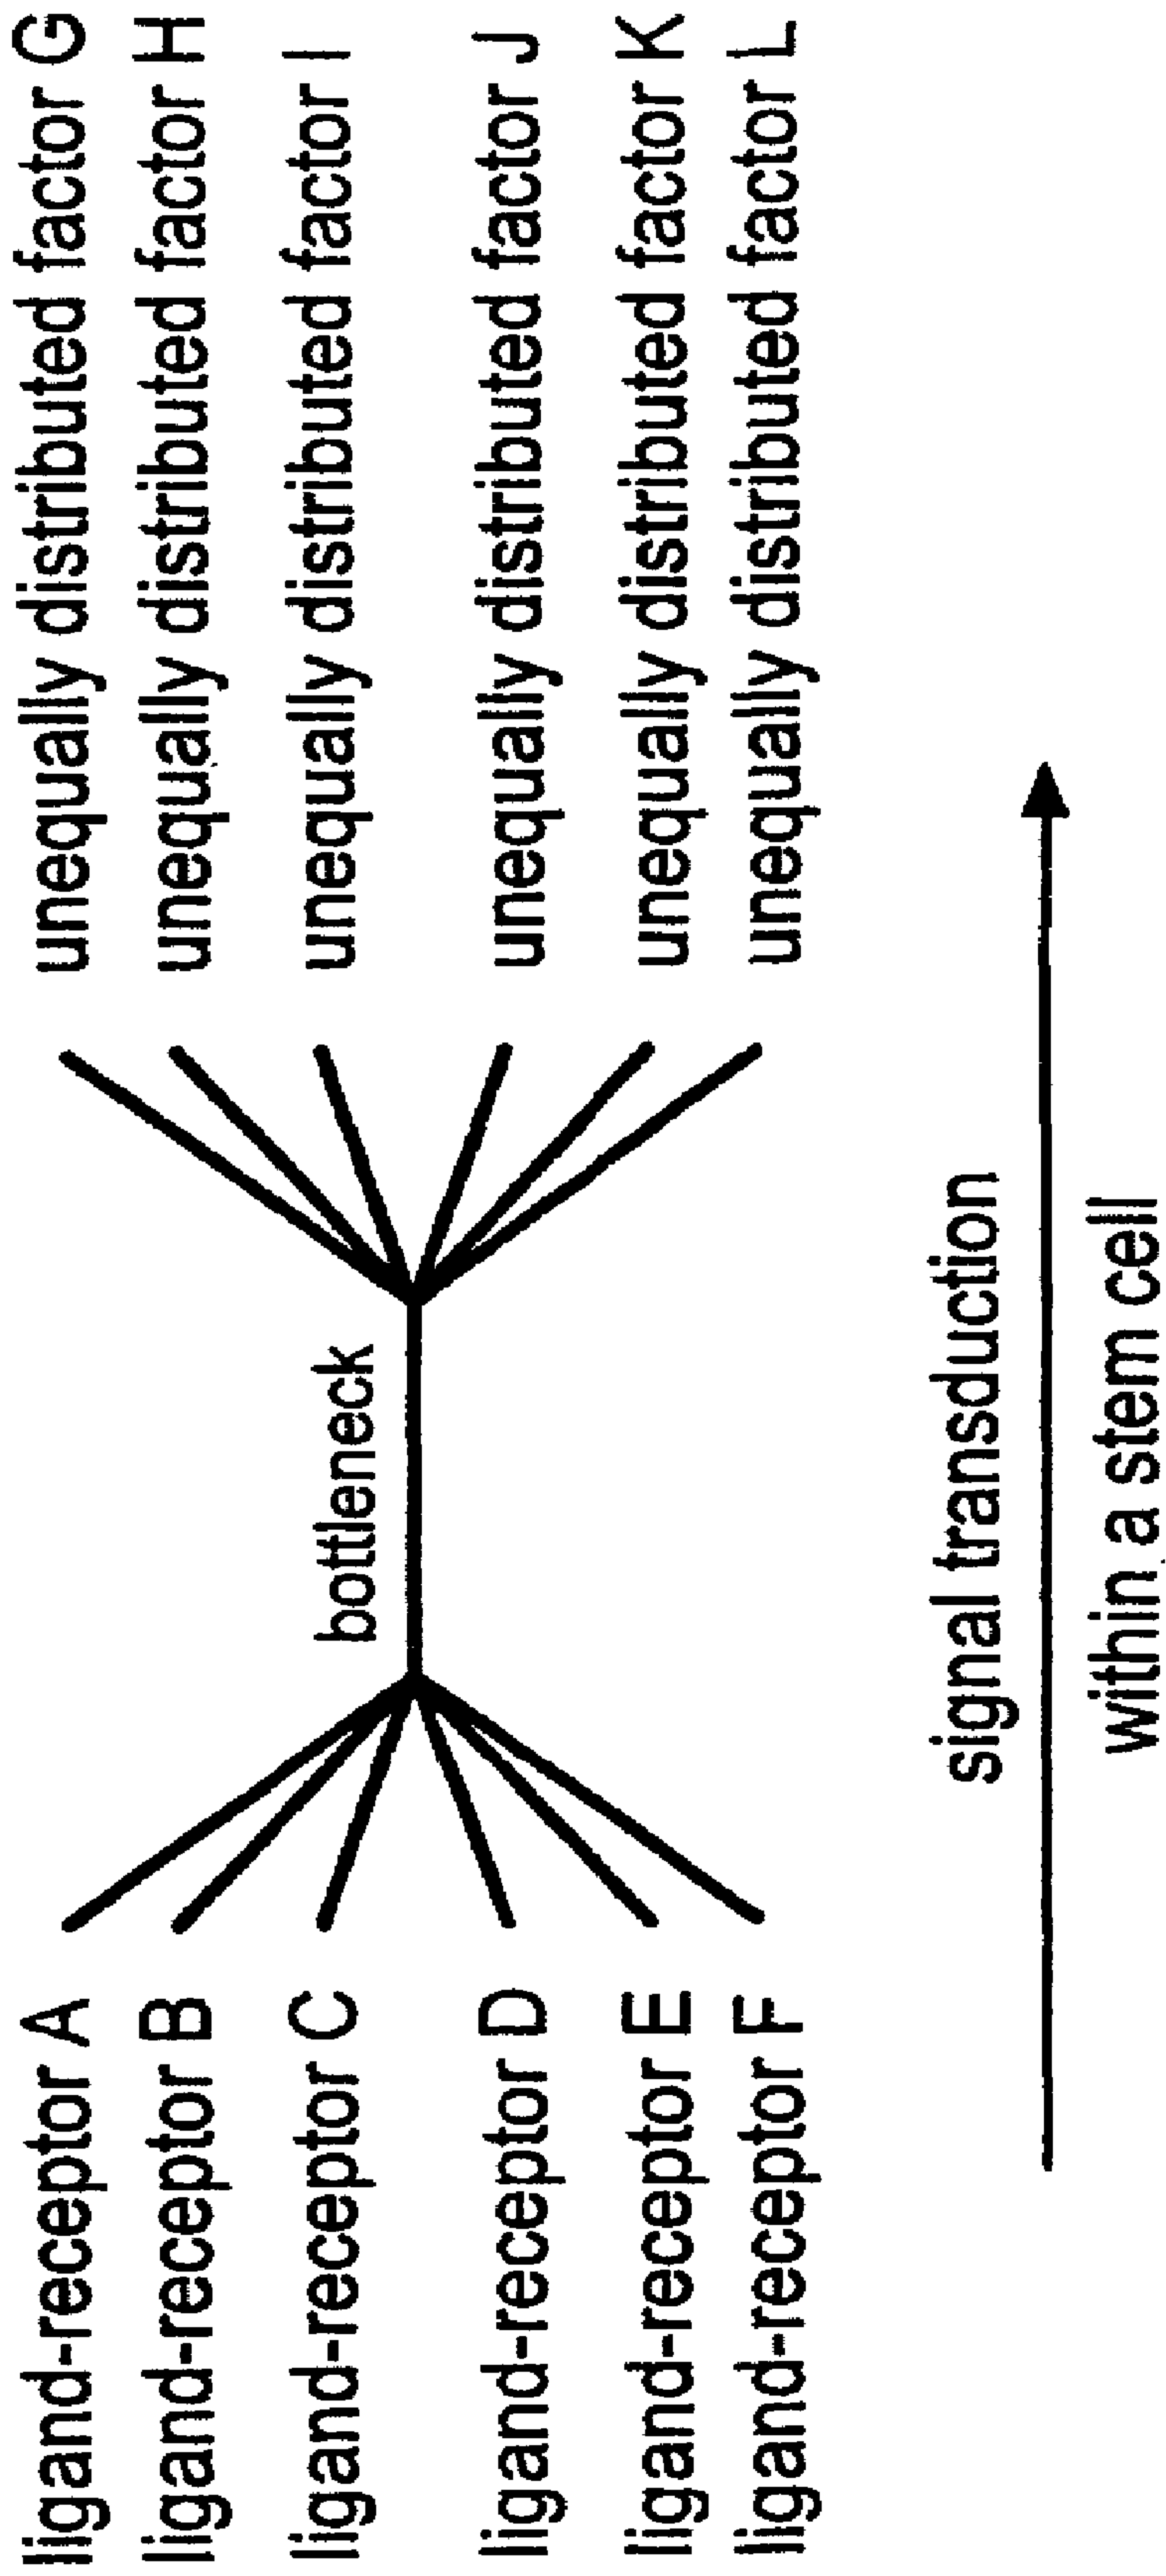 ligand-receptor A
ligand-receptor B
ligand-receptor C
ligand-receptor D
ligand-receptor E
ligand-receptor F
bottleneck
unequally distributed factor G
unequally distributed factor H
unequally distributed factor I
unequally distributed factor J
unequally distributed factor K
unequally distributed factor L
signal transduction
within a stem cell